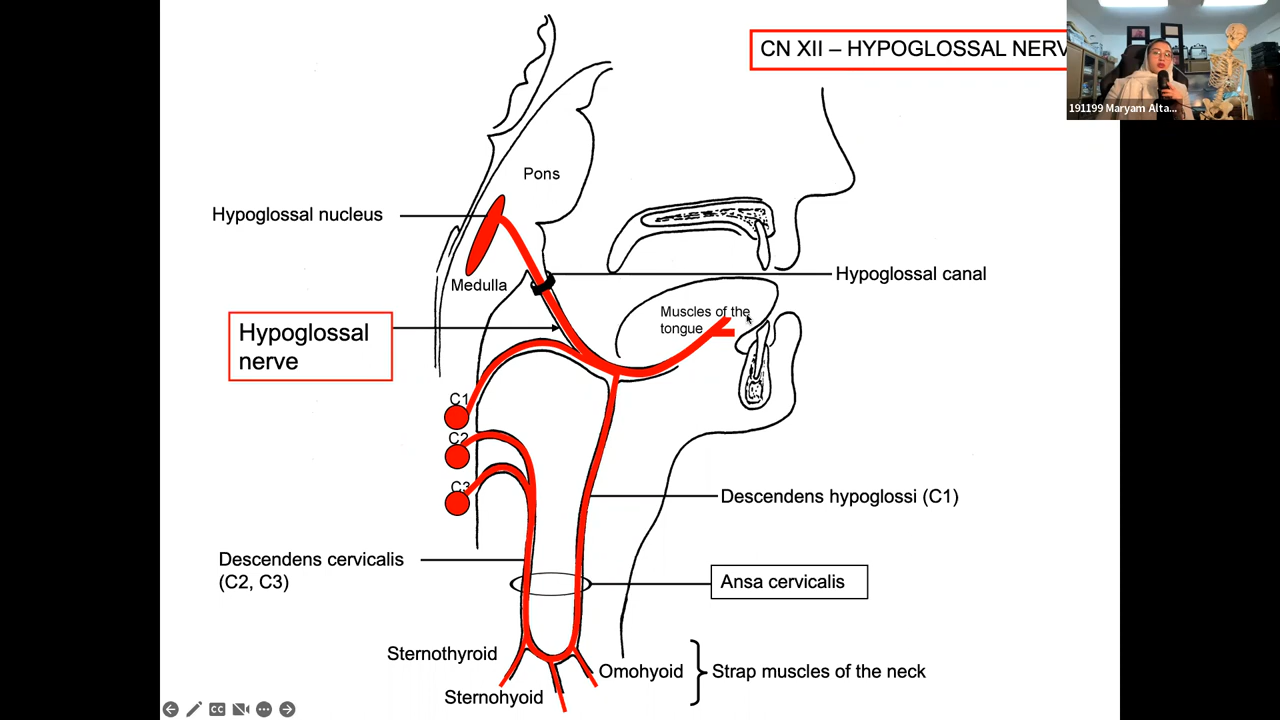 CN XII – HYPOGLOSSAL NERV
191199 Maryam Alta...
Pons
Hypoglossal nucleus
Hypoglossal canal
Medulla
Muscles of the
tongue
Hypoglossal
nerve
C1
C2
C3
Descendens hypoglossi (C1)
Descendens cervicalis
(C2, C3)
Ansa cervicalis
Sternothyroid
Omohyoid
Strap muscles of the neck
Sternohyoid
CC